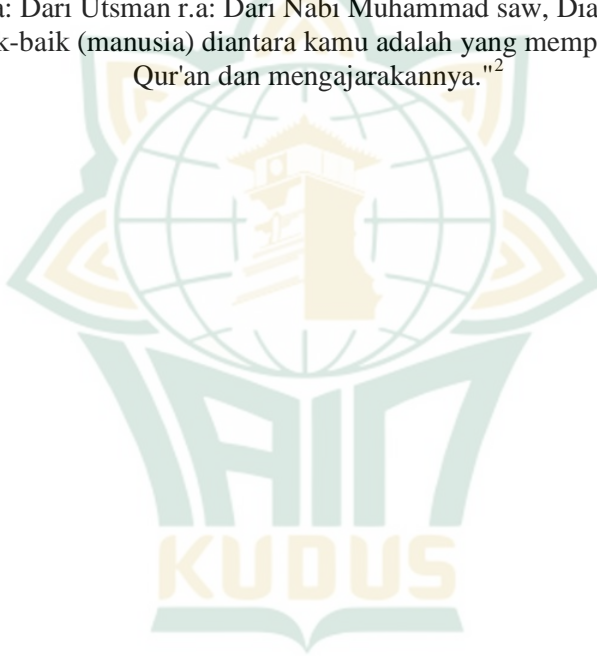 a: Dari Utsman r.a: Dari Nabi Muhammad saw, Dia
k-baik (manusia) diantara kamu adalah yang memp
Qur'an dan mengajarakannya."2
IAIN
KUDUS